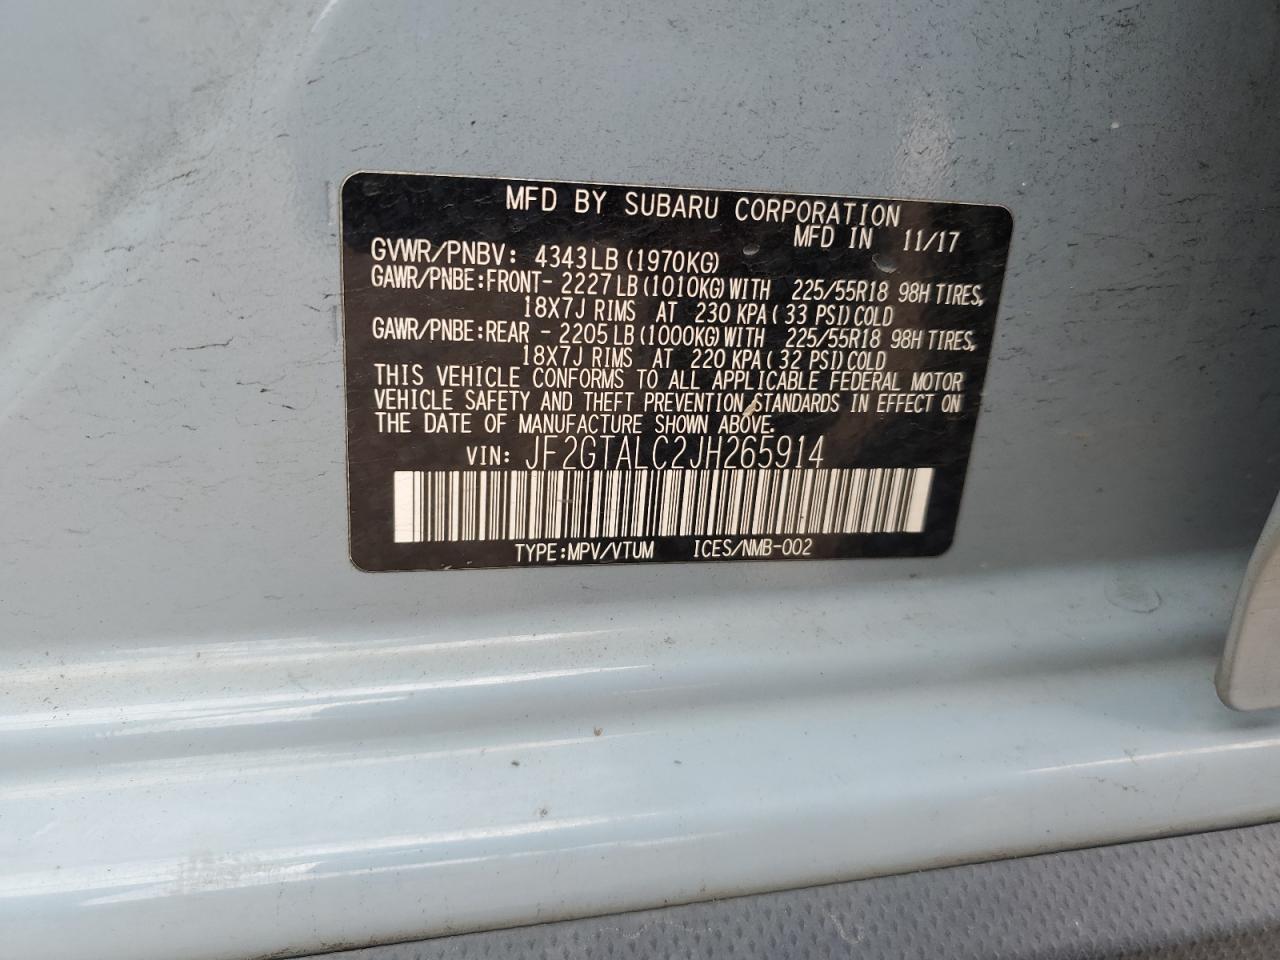 MFD BY SUBARU CORPORATION
MFD IN 11/17
GVWR/PNBV: 4343LB (1970KG)
GAWR/PNBE:FRONT- 2227LB (1010KG) WITH 225/55R18 98H TIRES,
18X7J RIMS AT 230 KPA ( 33 PSI) COLD
GAWR/PNBE:REAR - 2205LB (1000KG) WITH 225/55R18 98H TIRES,
18X7J RIMS AT 220 KPA ( 32 PSI) COLD
THIS VEHICLE CONFORMS TO ALL APPLICABLE FEDERAL MOTOR
VEHICLE SAFETY AND THEFT PREVENTION STANDARDS IN EFFECT ON
THE DATE OF MANUFACTURE SHOWN ABOVE.
VIN: JF2GTALC2JH265914
TYPE:MPV/VTUM ICES/NMB-002